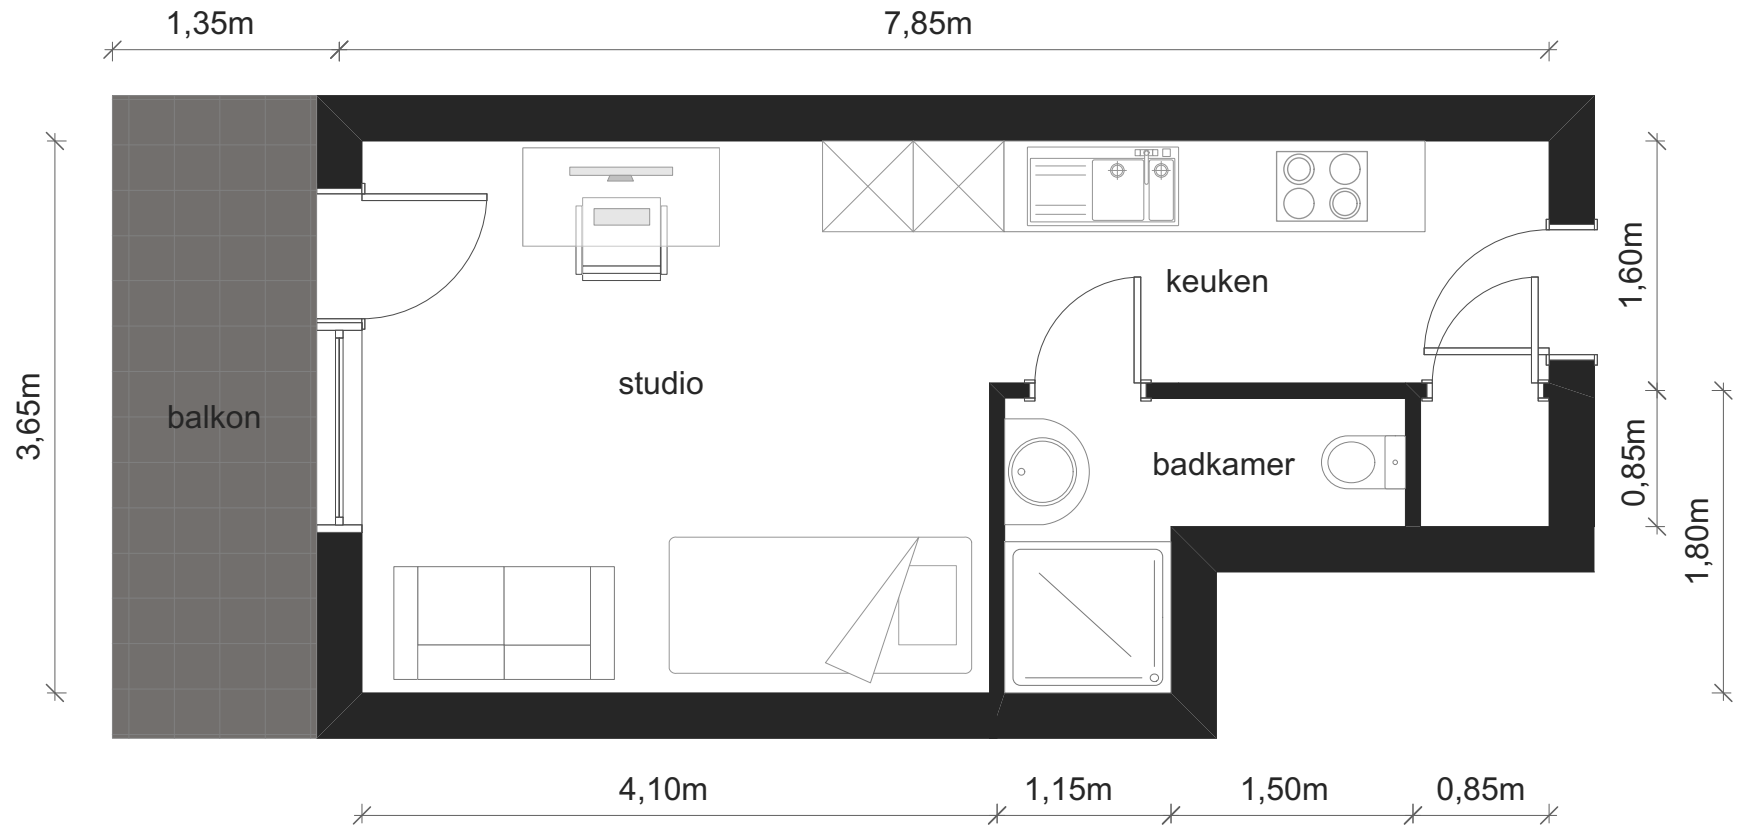 1,35m
7,85m
1,60m
keuken
studio
3,65m
balkon
badkamer
0,85m
1,80m
4,10m
1,15m
1,50m
0,85m